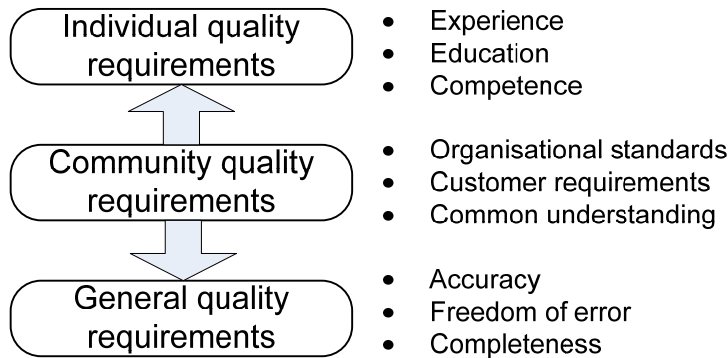 Individual quality
requirements
• Experience
• Education
• Competence
Community quality
requirements
• Organisational standards
• Customer requirements
• Common understanding
General quality
requirements
• Accuracy
• Freedom of error
• Completeness